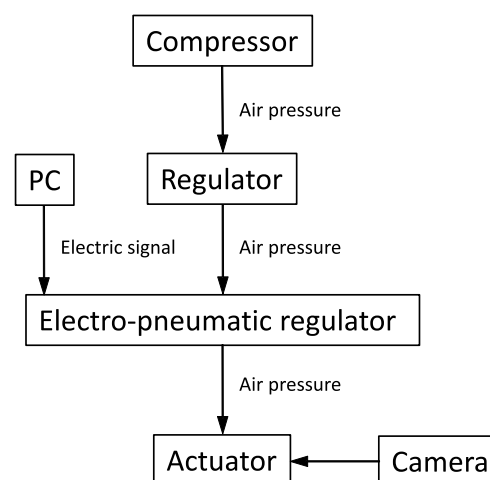 Compressor
Air pressure
PC
Regulator
Electric signal
Air pressure
Electro-pneumatic regulator
Air pressure
Actuator
Camera